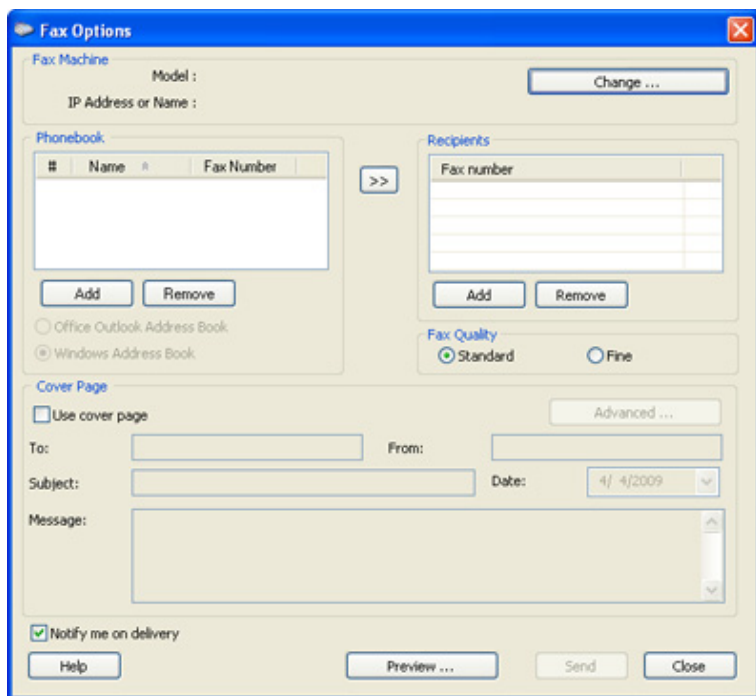 Fax Options
Fax Machine
Model :
Change ...
IP Address or Name :
Phonebook
Recipients
# Name Fax Number
>>
Fax number
Add Remove
Add Remove
Office Outlook Address Book
Windows Address Book
Fax Quality
Standard Fine
Cover Page
Use cover page
Advanced ...
To: From:
Subject: Date: 4/ 4/2009
Message:
Notify me on delivery
Help Preview ... Send Close